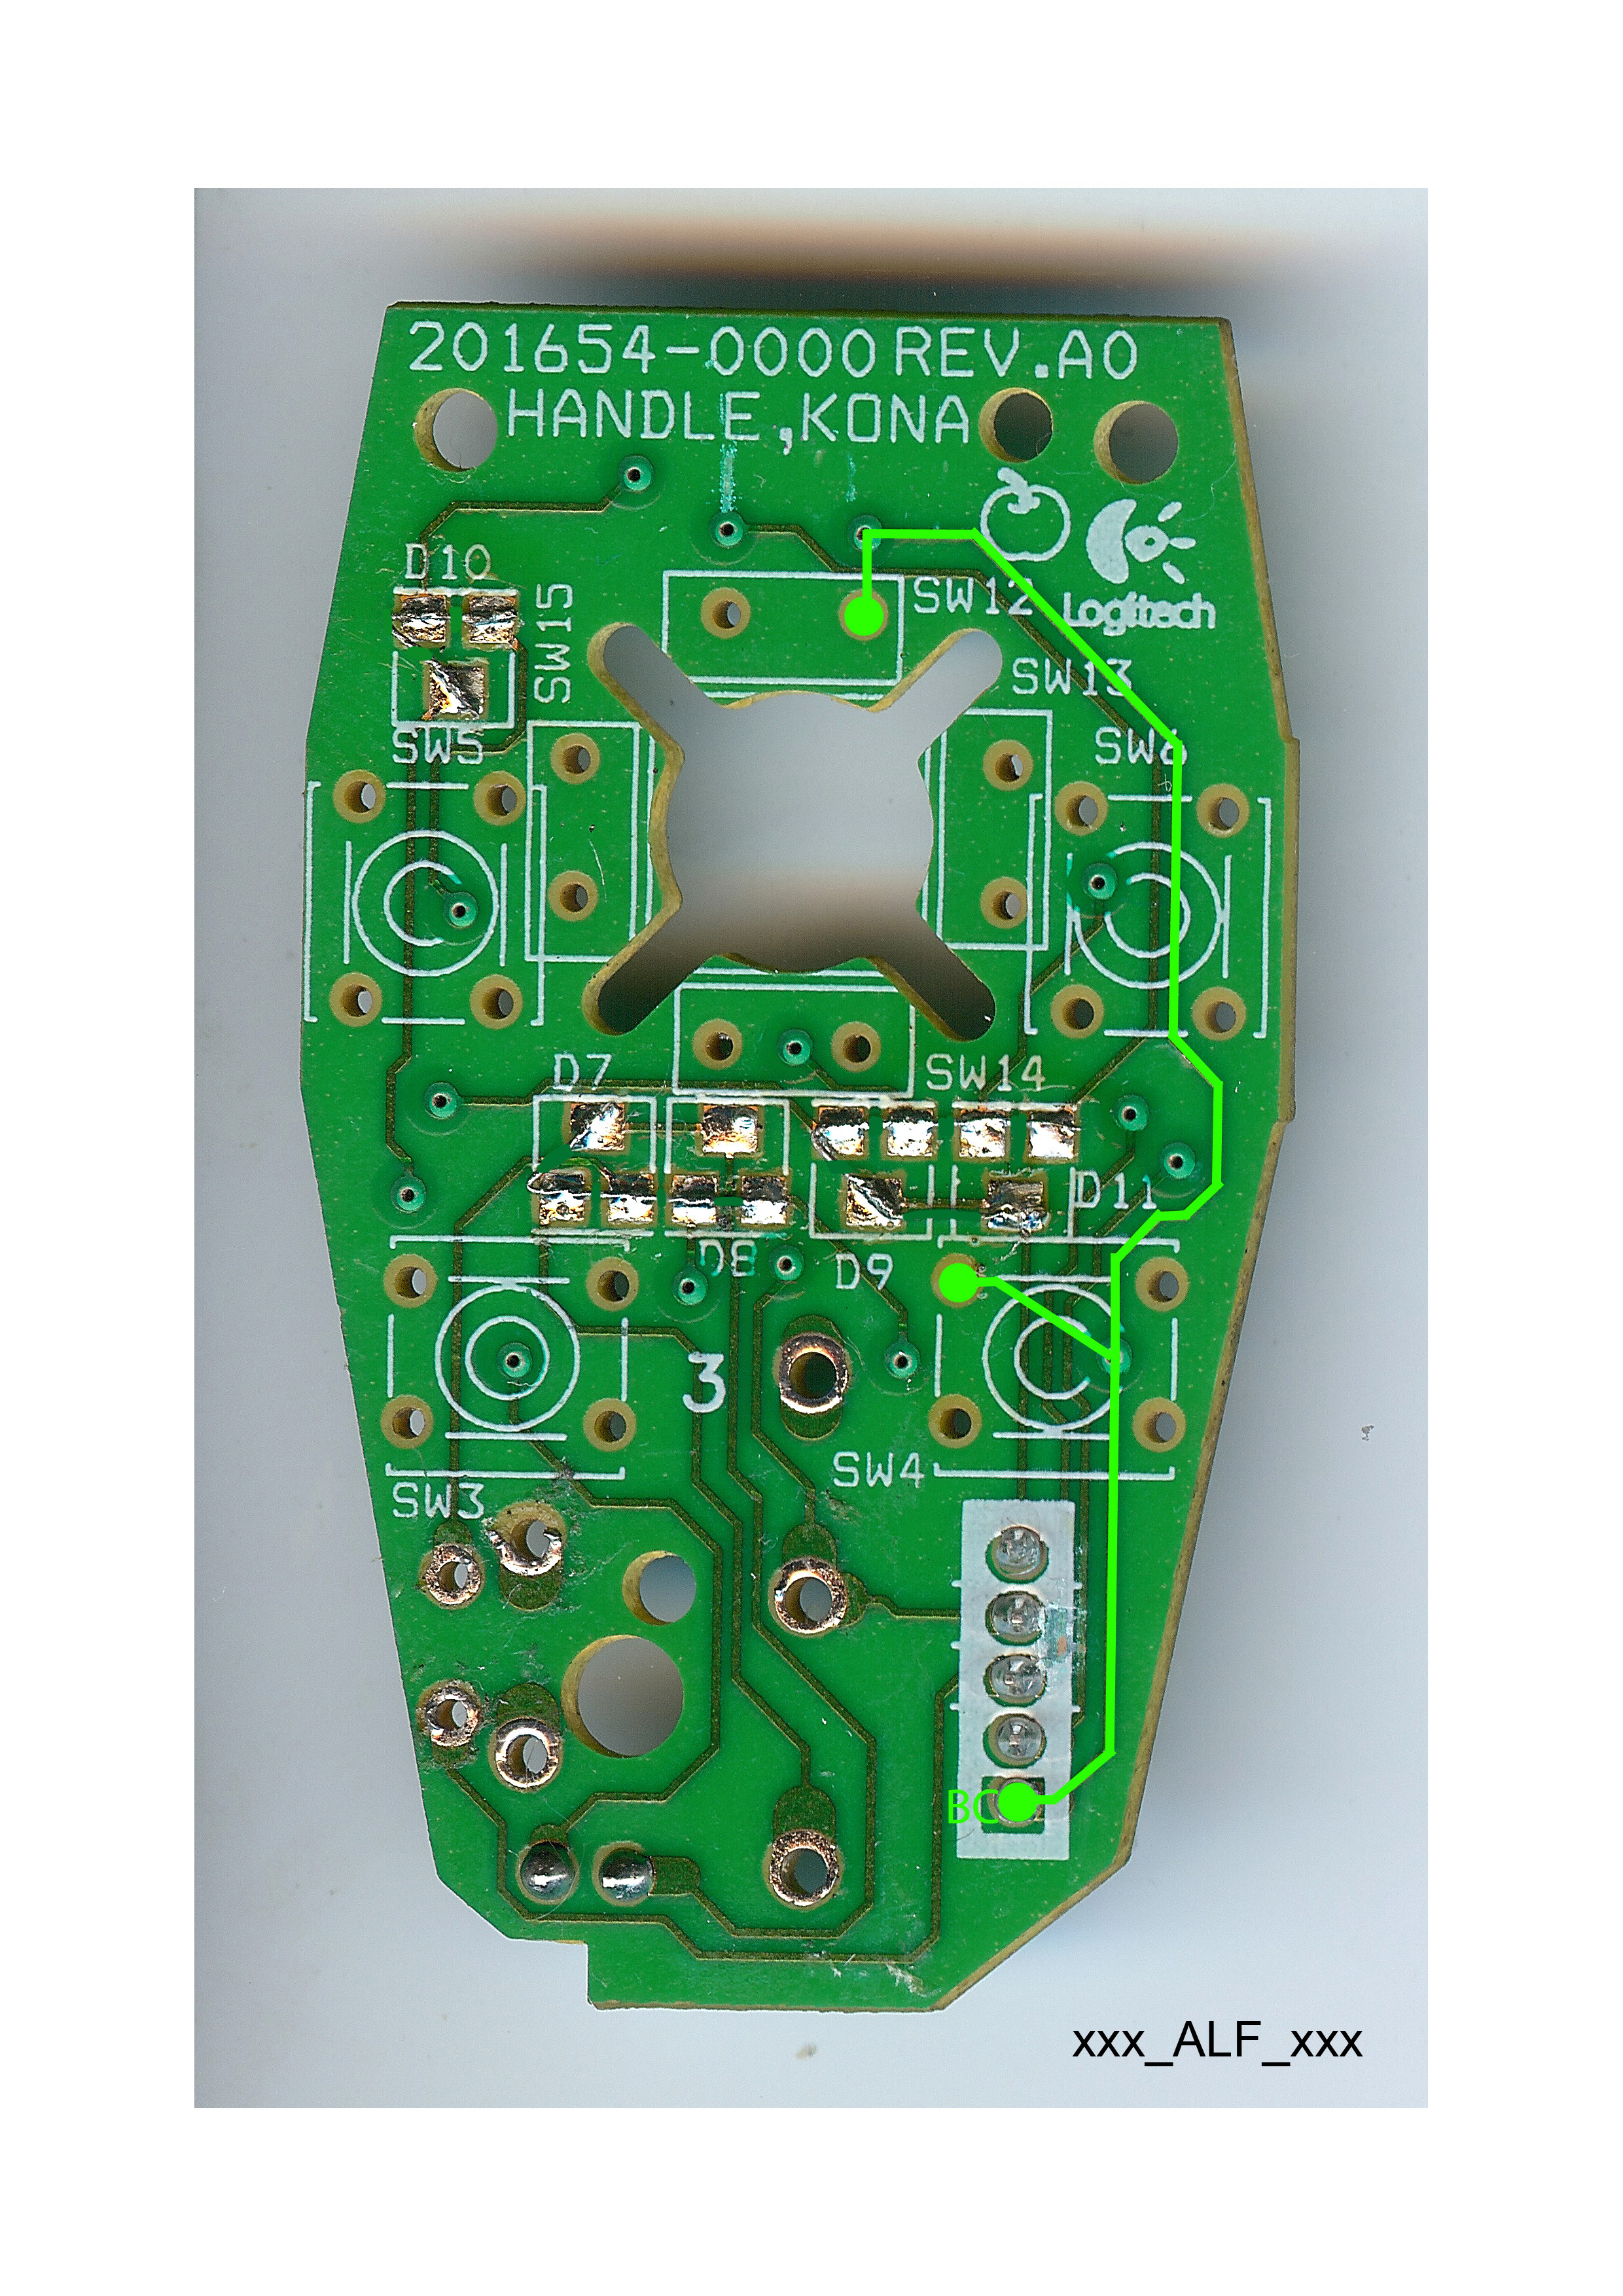 201654-0000 REV.A0
HANDLE,KONA
D10
SW15
SW12
Logitech
SW13
SW5
SW6
D7
SW14
D11
D8
D9
3
SW4
SW3
BC
xxx_ALF_xxx